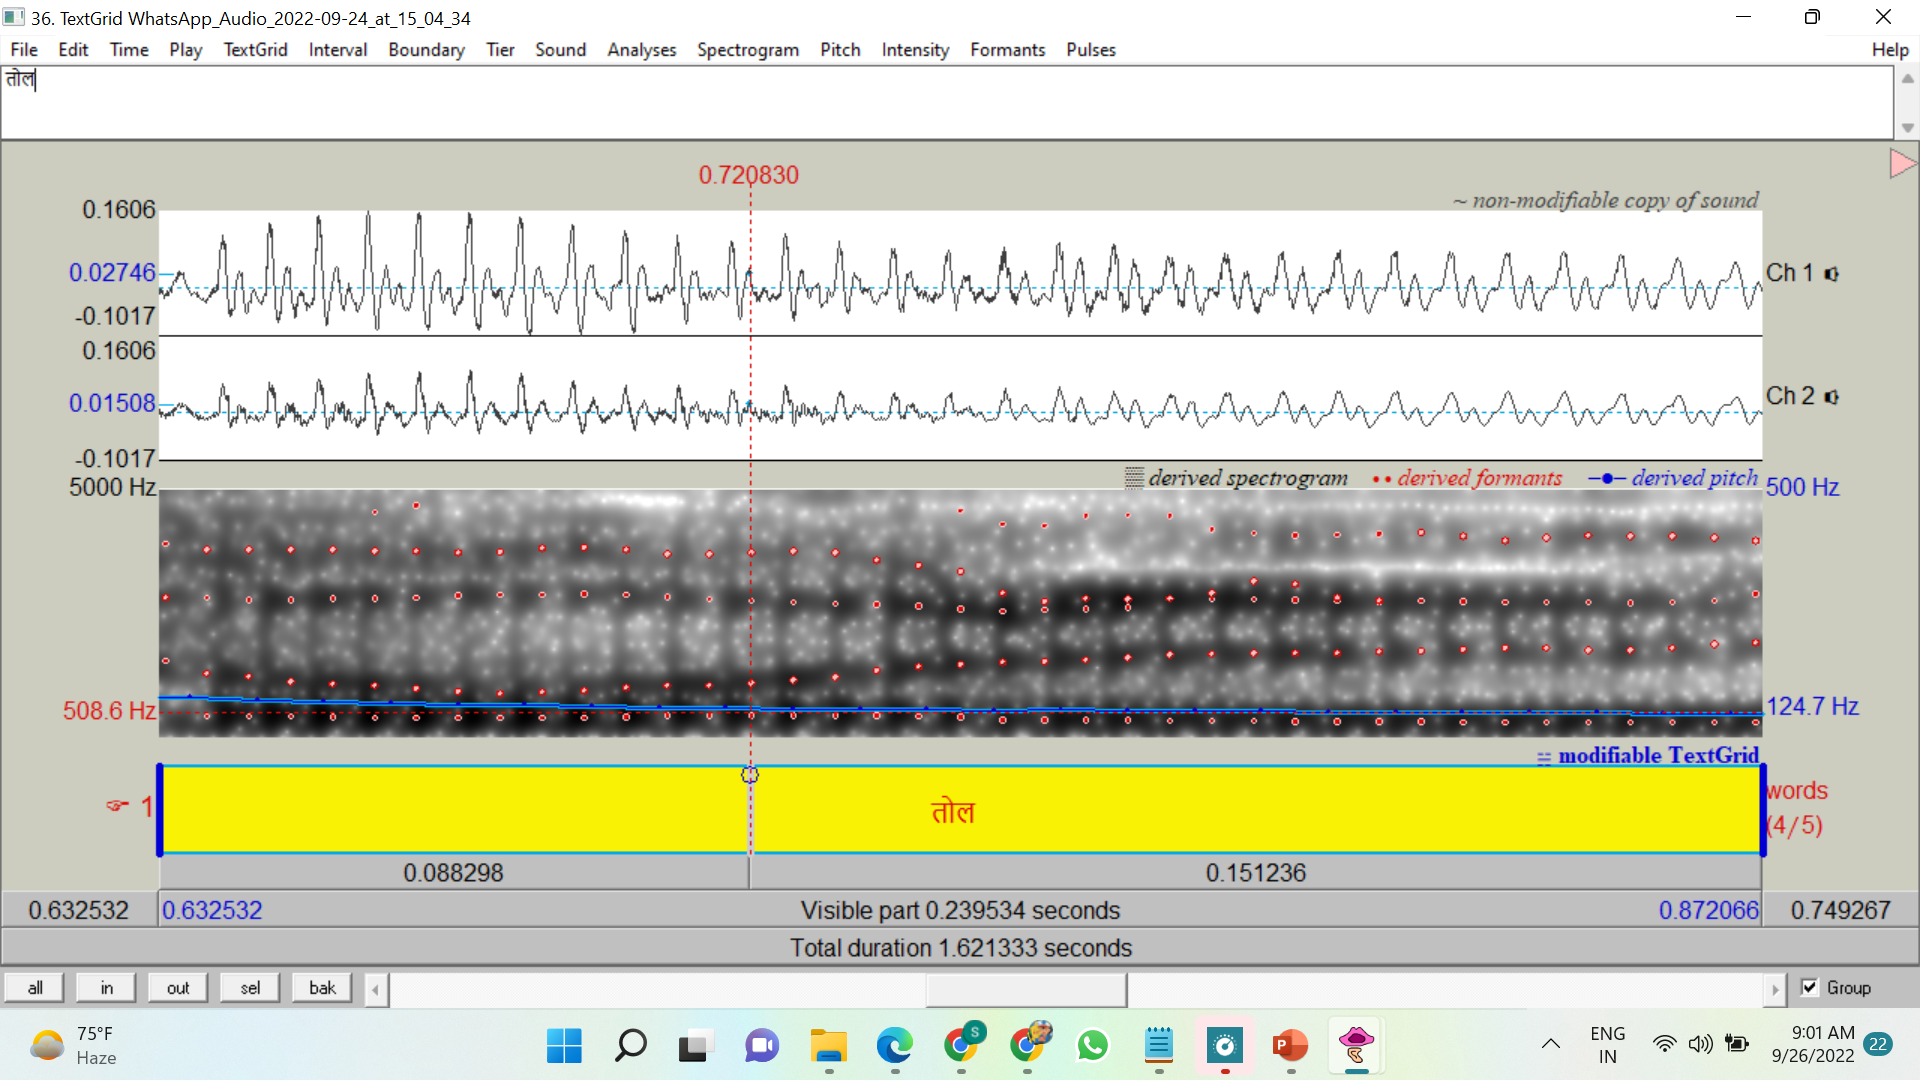 36. TextGrid WhatsApp_Audio_2022-09-24_at_15_04_34
File Edit Time Play TextGrid Interval Boundary Tier Sound Analyses Spectrogram Pitch Intensity Formants Pulses Help
तोल
0.720830
~ non-modifiable copy of sound
0.1606
0.02746
-0.1017
Ch 1
0.1606
0.01508
-0.1017
Ch 2
derived spectrogram derived formants derived pitch
5000 Hz
500 Hz
508.6 Hz
124.7 Hz
modifiable TextGrid
1
तोल
words
(4/5)
0.088298 0.151236
0.632532 0.632532 Visible part 0.239534 seconds 0.872066 0.749267
Total duration 1.621333 seconds
all in out sel bak Group
75°F
Haze
S
P
ENG
IN
9:01 AM
9/26/2022
22